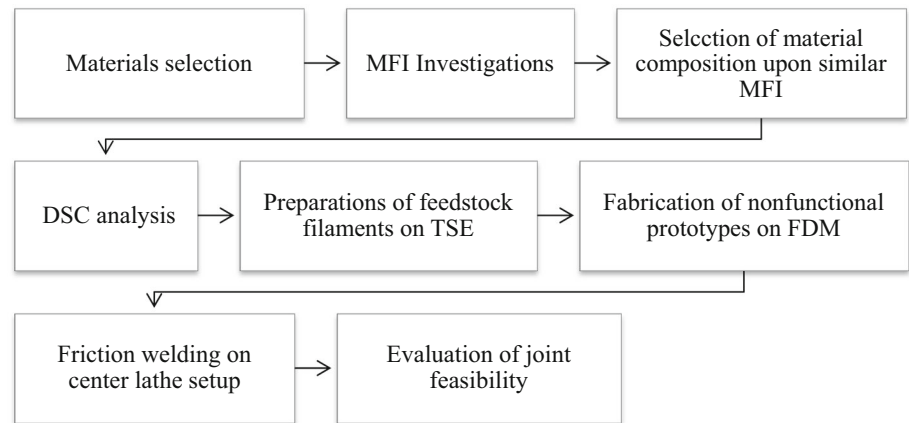 Materials selection
MFI Investigations
Selcction of material
composition upon similar
MFI
DSC analysis
Preparations of feedstock
filaments on TSE
Fabrication of nonfunctional
prototypes on FDM
Friction welding on
center lathe setup
Evaluation of joint
feasibility